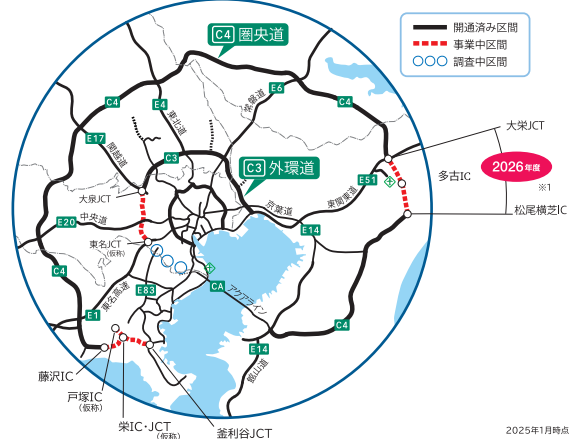 C4 圏央道
開通済み区間
事業中区間
調査中区間
C4
E4
東北道
常磐道
E6
C4
E17
関越道
C3
C3 外環道
大栄JCT
2026年度
※1
多古IC
松尾横芝IC
E51
東関東道
大泉JCT
京葉道
E20
中央道
E14
東名JCT
(仮称)
C4
東名高速
E83
CA
アクアライン
E1
C4
E14
館山道
藤沢IC
戸塚IC
(仮称)
栄IC・JCT
(仮称)
釜利谷JCT
2025年1月時点